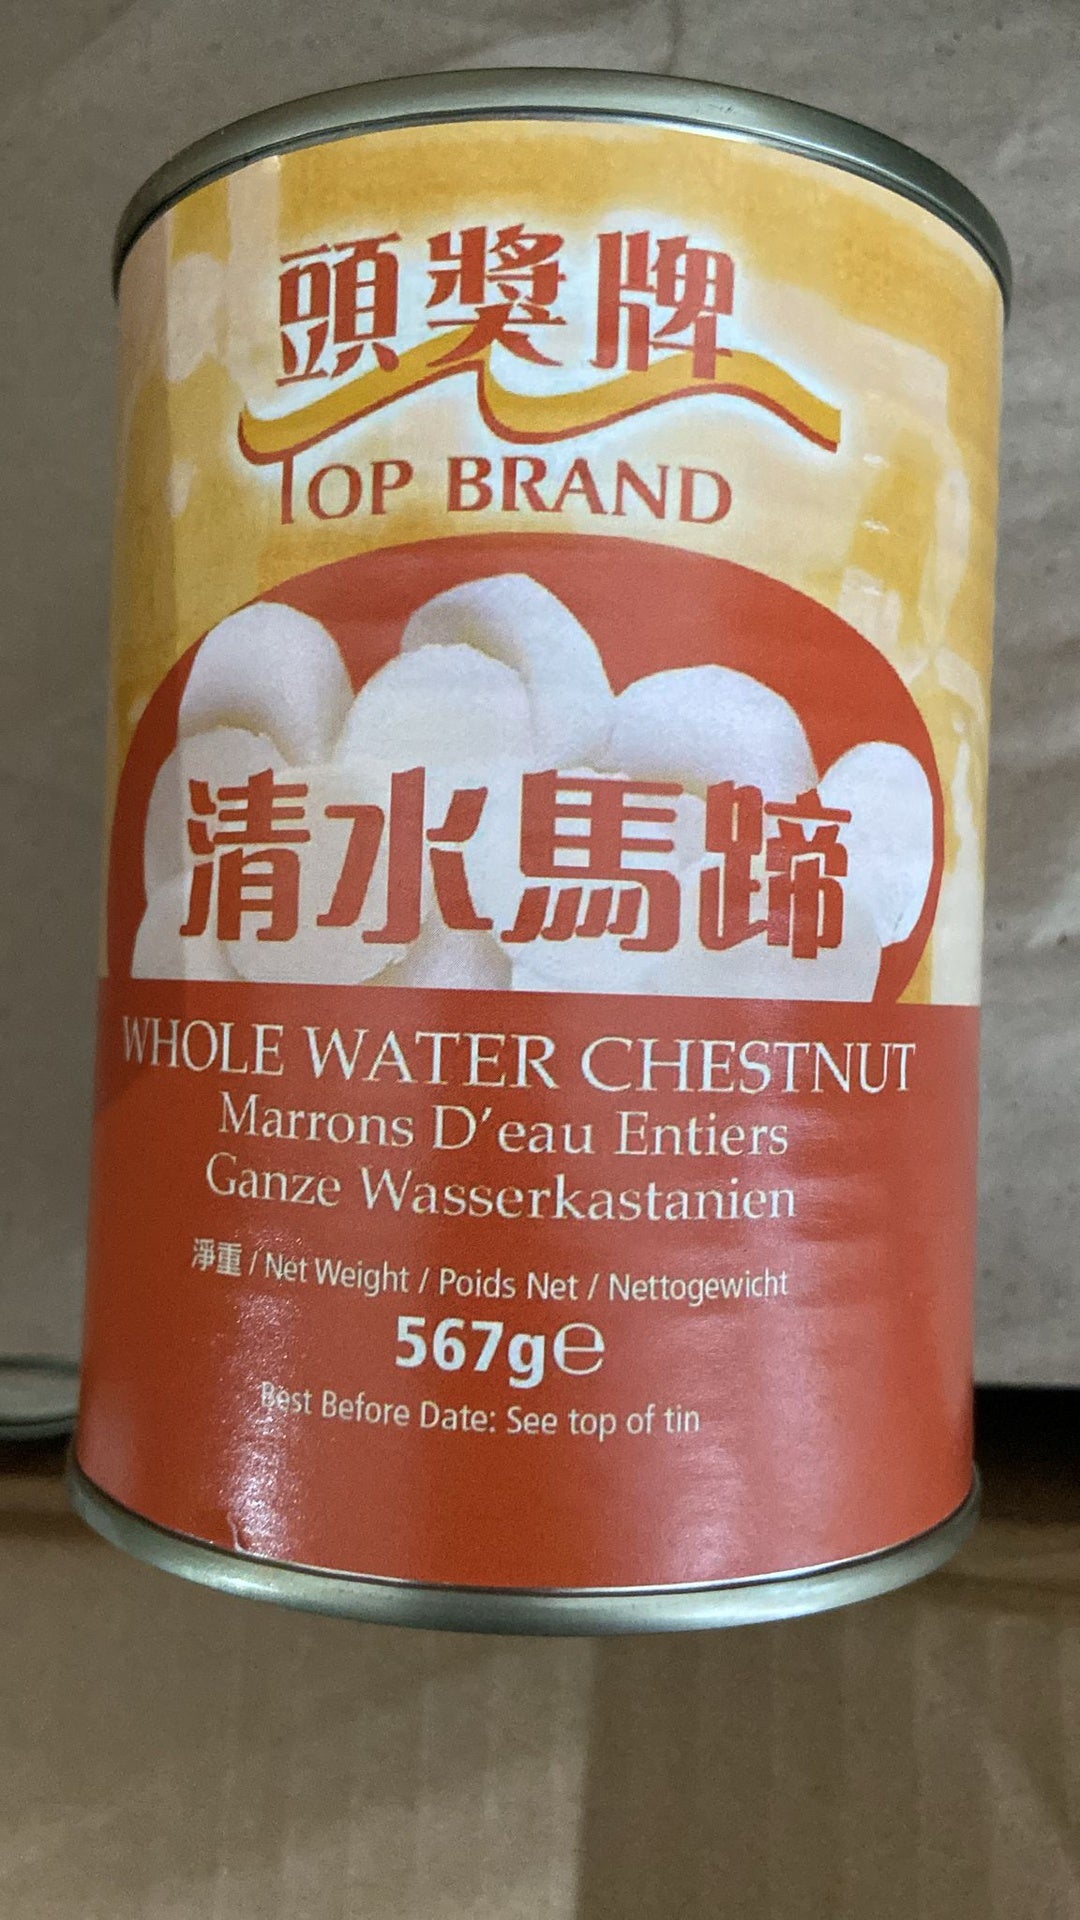 頭獎牌
TOP BRAND
清水馬蹄
WHOLE WATER CHESTNUT
Marrons D'eau Entiers
Ganze Wasserkastanien
淨重 / Net Weight / Poids Net / Nettogewicht
567g℮
Best Before Date: See top of tin